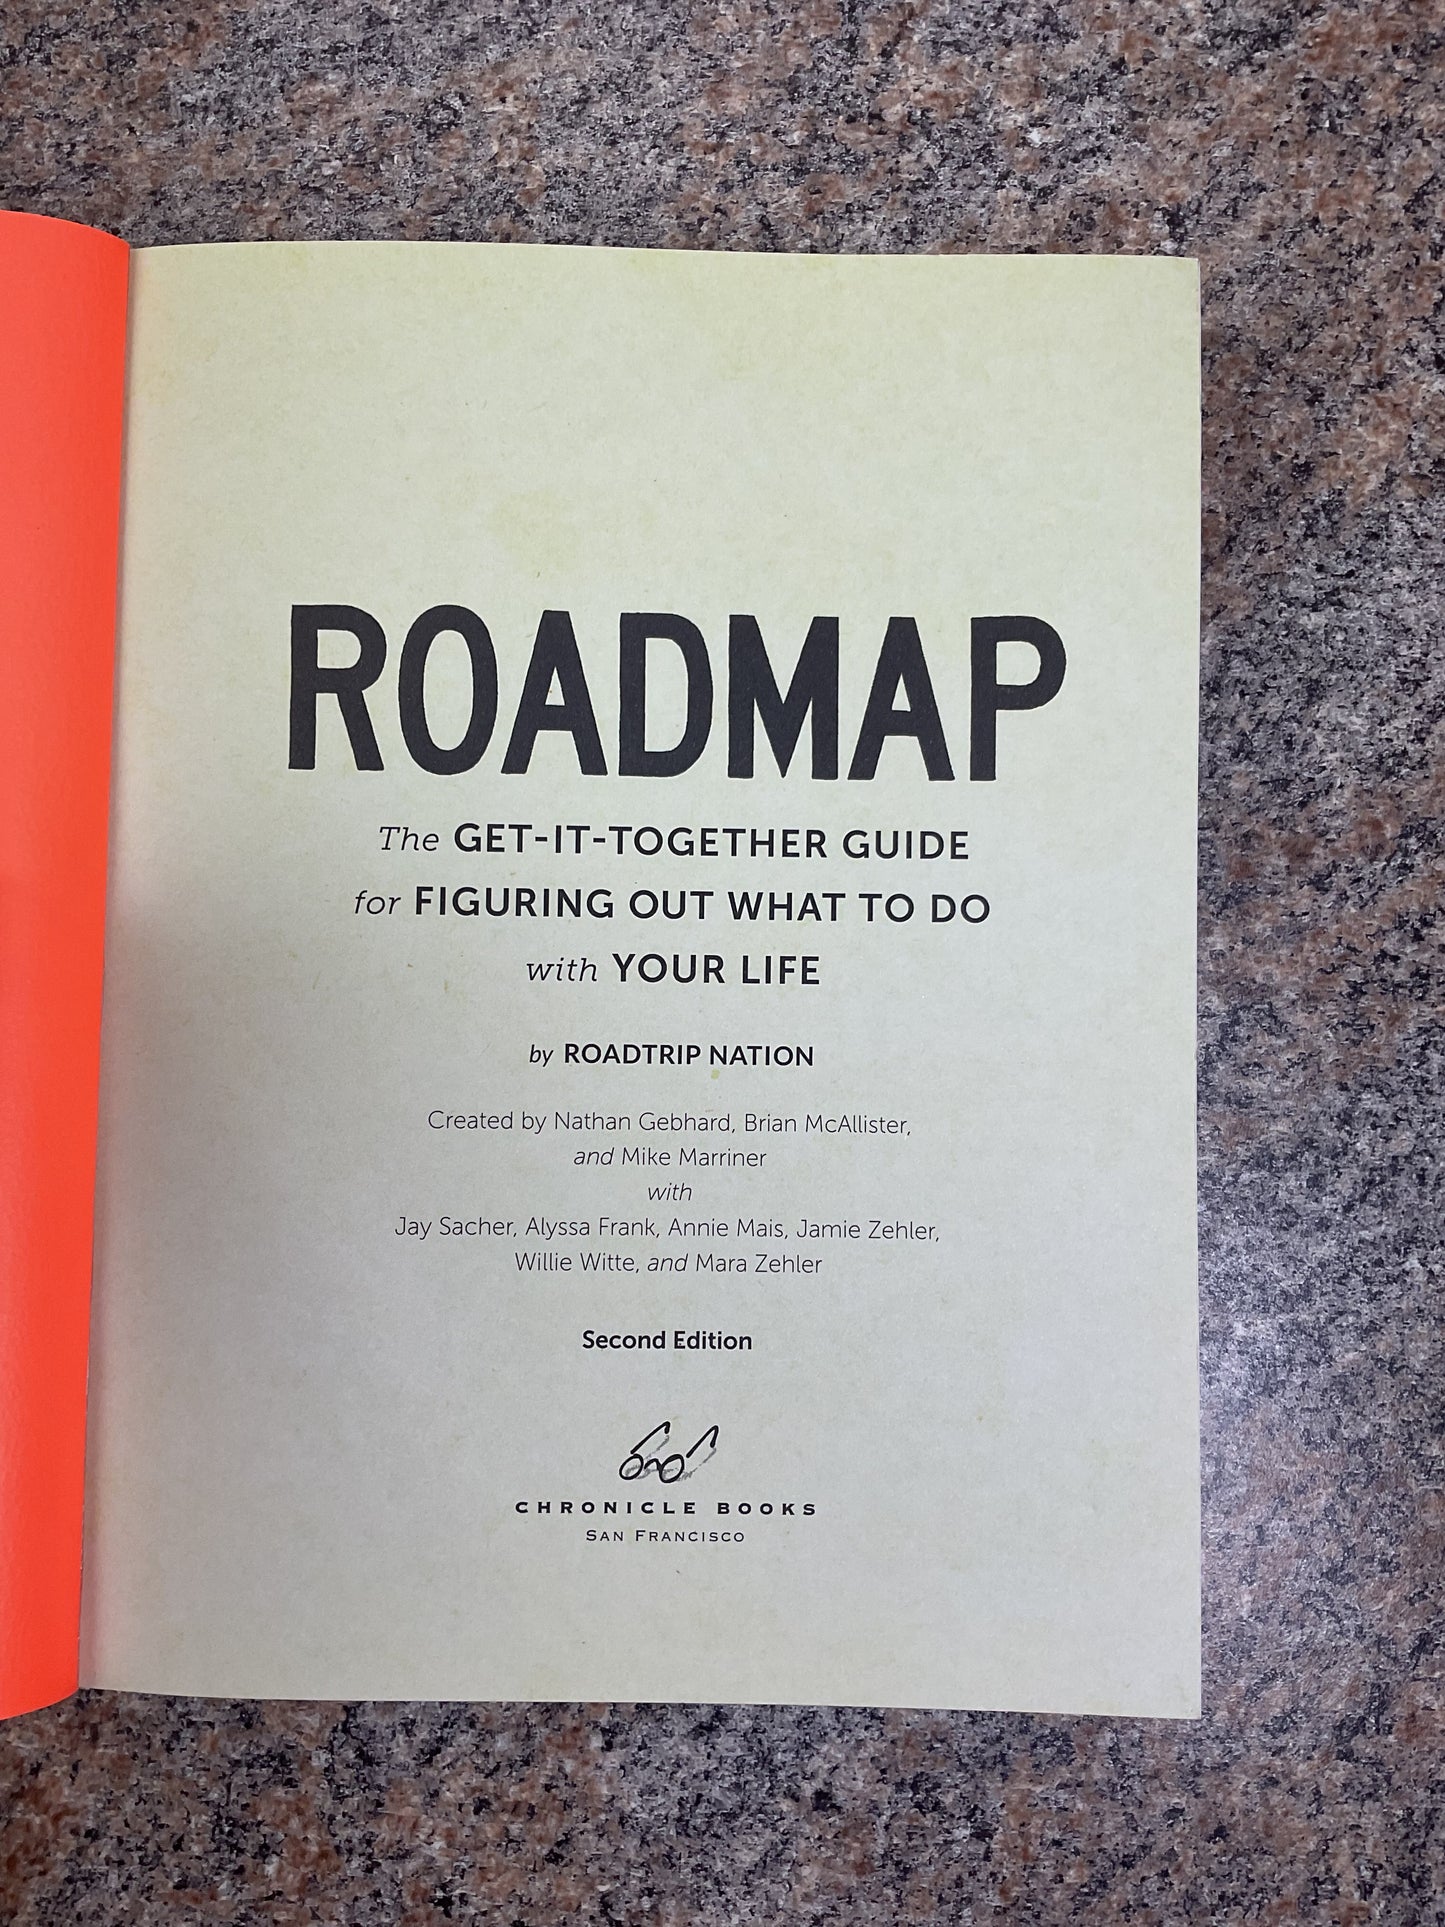 ROADMAP
The GET-IT-TOGETHER GUIDE
for FIGURING OUT WHAT TO DO
with YOUR LIFE
by ROADTRIP NATION
Created by Nathan Gebhard, Brian McAllister,
and Mike Marriner
with
Jay Sacher, Alyssa Frank, Annie Mais, Jamie Zehler,
Willie Witte, and Mara Zehler
Second Edition
CHRONICLE BOOKS
SAN FRANCISCO